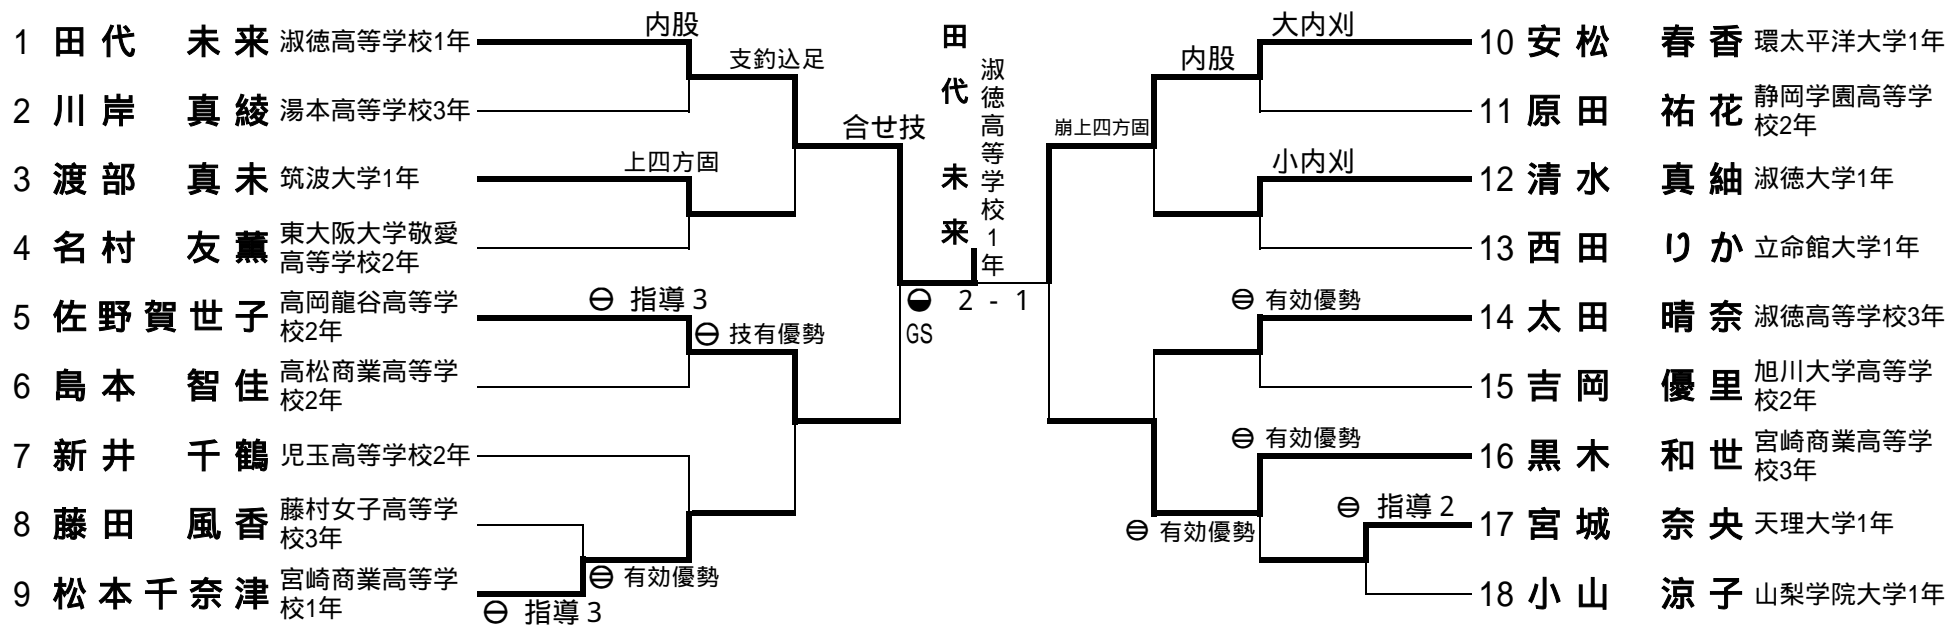 1 田代 未来 淑徳高等学校1年
2 川岸 真綾 湯本高等学校3年
3 渡部 真未 筑波大学1年
4 名村 友薫 東大阪大学敬愛
高等学校2年
5 佐野賀世子 高岡龍谷高等学
校2年
6 島本 智佳 高松商業高等学
校2年
7 新井 千鶴 児玉高等学校2年
8 藤田 風香 藤村女子高等学
校3年
9 松本千奈津 宮崎商業高等学
校1年
内股
支釣込足
合せ技
上四方固
指導3
技有優勢
有効優勢
指導3
田代 未来
淑徳高等学校1年
2 - 1
GS
大内刈
内股
崩上四方固
小内刈
有効優勢
有効優勢
指導2
有効優勢
10 安松 春香 環太平洋大学1年
11 原田 祐花 静岡学園高等学
校2年
12 清水 真紬 淑徳大学1年
13 西田 りか 立命館大学1年
14 太田 晴奈 淑徳高等学校3年
15 吉岡 優里 旭川大学高等学
校2年
16 黒木 和世 宮崎商業高等学
校3年
17 宮城 奈央 天理大学1年
18 小山 涼子 山梨学院大学1年